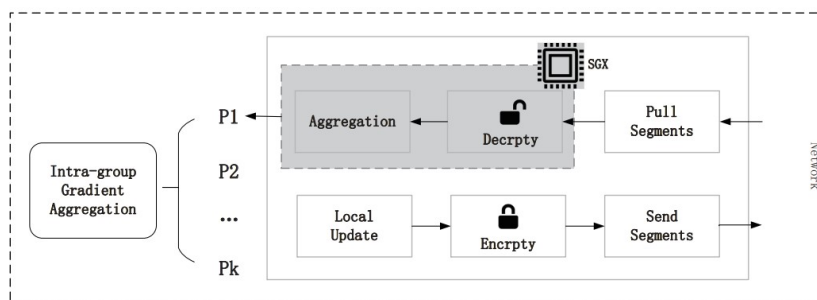 SGX
P1
Aggregation
Decrpty
Pull
Segments
Intra-group
Gradient
Aggregation
P2
...
Pk
Local
Update
Encrpty
Send
Segments
Network